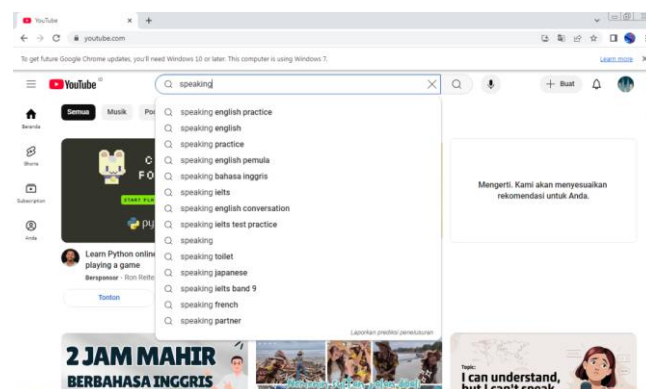 YouTube
youtube.com
To get future Google Chrome updates, you'll need Windows 10 or later. This computer is using Windows 7.
Learn more
YouTube
speaking
Buat
Beranda
Shorts
Subscription
Anda
Semua
Musik
speaking english practice
speaking english
speaking practice
speaking english pemula
speaking bahasa inggris
speaking ielts
speaking english conversation
speaking ielts test practice
speaking
speaking toilet
speaking japanese
speaking ielts band 9
speaking french
speaking partner
Laporkan prediksi penelusuran
START PLA
Learn Python online
playing a game
Bersponsor · Ron Reite
Tonton
Mengerti. Kami akan menyesuaikan
rekomendasi untuk Anda.
2 JAM MAHIR
BERBAHASA INGGRIS
Topic:
I can understand,
but I can't speak